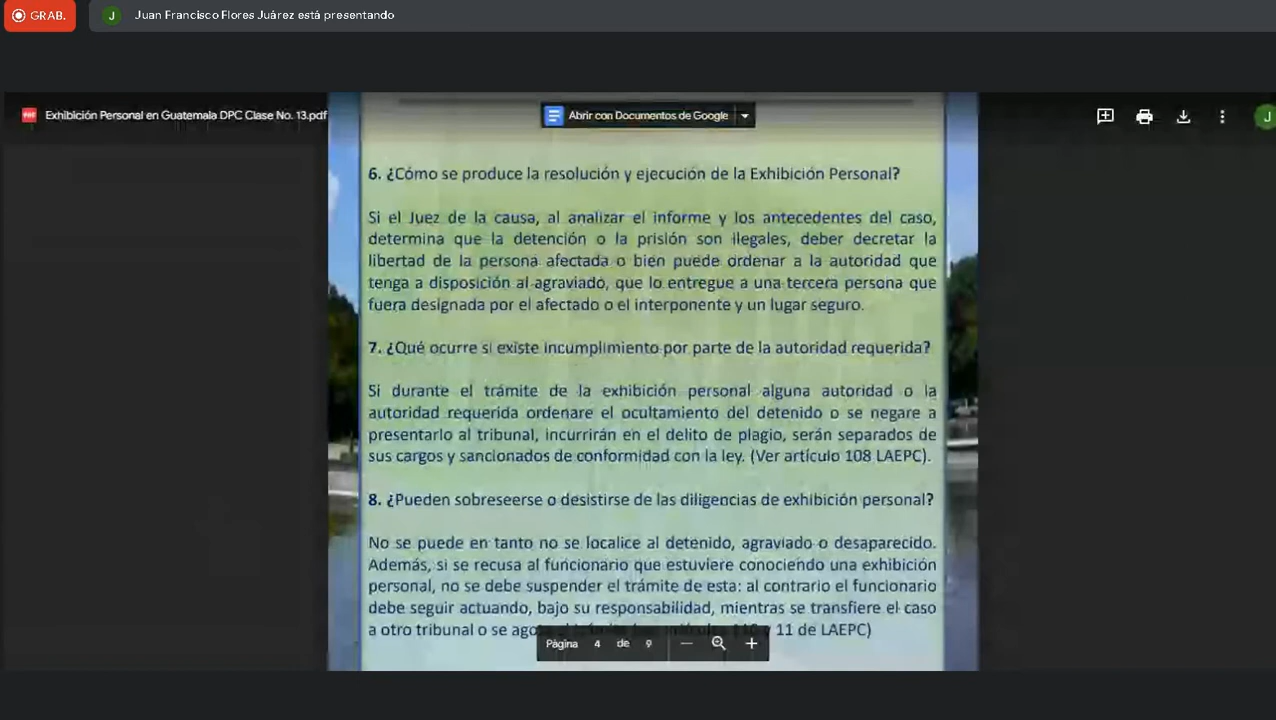 GRAB.
J
Juan Francisco Flores Juárez está presentando
Exhibición Personal en Guatemala DPC Clase No. 13.pdf
Abrir con Documentos de Google
J
6. ¿Cómo se produce la resolución y ejecución de la Exhibición Personal?
Si el Juez de la causa, al analizar el informe y los antecedentes del caso,
determina que la detención o la prisión son ilegales, deber decretar la
libertad de la persona afectada o bien puede ordenar a la autoridad que
tenga a disposición al agraviado, que lo entregue a una tercera persona que
fuera designada por el afectado o el interponente y un lugar seguro.
7. ¿Qué ocurre si existe incumplimiento por parte de la autoridad requerida?
Si durante el trámite de la exhibición personal alguna autoridad o la
autoridad requerida ordenare el ocultamiento del detenido o se negare a
presentarlo al tribunal, incurrirán en el delito de plagio, serán separados de
sus cargos y sancionados de conformidad con la ley. (Ver artículo 108 LAEPC).
8. ¿Pueden sobreseerse o desistirse de las diligencias de exhibición personal?
No se puede en tanto no se localice al detenido, agraviado o desaparecido.
Además, si se recusa al funcionario que estuviere conociendo una exhibición
personal, no se debe suspender el trámite de esta: al contrario el funcionario
debe seguir actuando, bajo su responsabilidad, mientras se transfiere el caso
a otro tribunal o se 11 de LAEPC)
Página 4 de 9